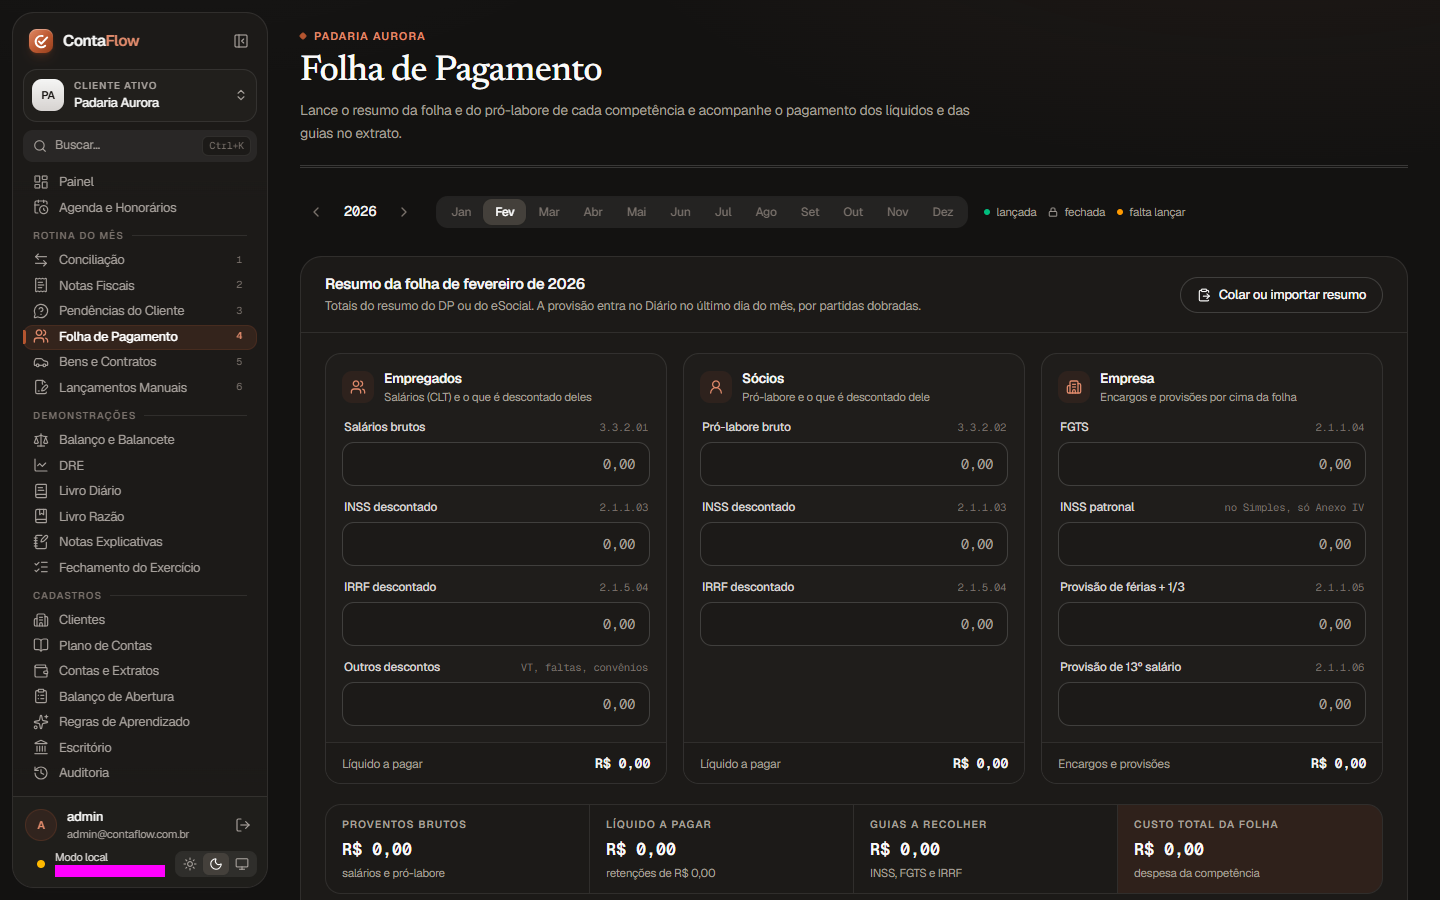 ContaFlow
PA
CLIENTE ATIVO
Padaria Aurora
Buscar...
Ctrl+K
Painel
Agenda e Honorários
ROTINA DO MÊS
Conciliação 1
Notas Fiscais 2
Pendências do Cliente 3
Folha de Pagamento 4
Bens e Contratos 5
Lançamentos Manuais 6
DEMONSTRAÇÕES
Balanço e Balancete
DRE
Livro Diário
Livro Razão
Notas Explicativas
Fechamento do Exercício
CADASTROS
Clientes
Plano de Contas
Contas e Extratos
Balanço de Abertura
Regras de Aprendizado
Escritório
Auditoria
A
admin
admin@contaflow.com.br
Modo local
PADARIA AURORA
Folha de Pagamento
Lance o resumo da folha e do pró-labore de cada competência e acompanhe o pagamento dos líquidos e das
guias no extrato.
2026
Jan Fev Mar Abr Mai Jun Jul Ago Set Out Nov Dez
lançada fechada falta lançar
Resumo da folha de fevereiro de 2026
Totais do resumo do DP ou do eSocial. A provisão entra no Diário no último dia do mês, por partidas dobradas.
Colar ou importar resumo
Empregados
Salários (CLT) e o que é descontado deles
Salários brutos 3.3.2.01
0,00
INSS descontado 2.1.1.03
0,00
IRRF descontado 2.1.5.04
0,00
Outros descontos VT, faltas, convênios
0,00
Líquido a pagar R$ 0,00
Sócios
Pró-labore e o que é descontado dele
Pró-labore bruto 3.3.2.02
0,00
INSS descontado 2.1.1.03
0,00
IRRF descontado 2.1.5.04
0,00
Líquido a pagar R$ 0,00
Empresa
Encargos e provisões por cima da folha
FGTS 2.1.1.04
0,00
INSS patronal no Simples, só Anexo IV
0,00
Provisão de férias + 1/3 2.1.1.05
0,00
Provisão de 13º salário 2.1.1.06
0,00
Encargos e provisões R$ 0,00
PROVENTOS BRUTOS
R$ 0,00
salários e pró-labore
LÍQUIDO A PAGAR
R$ 0,00
retenções de R$ 0,00
GUIAS A RECOLHER
R$ 0,00
INSS, FGTS e IRRF
CUSTO TOTAL DA FOLHA
R$ 0,00
despesa da competência